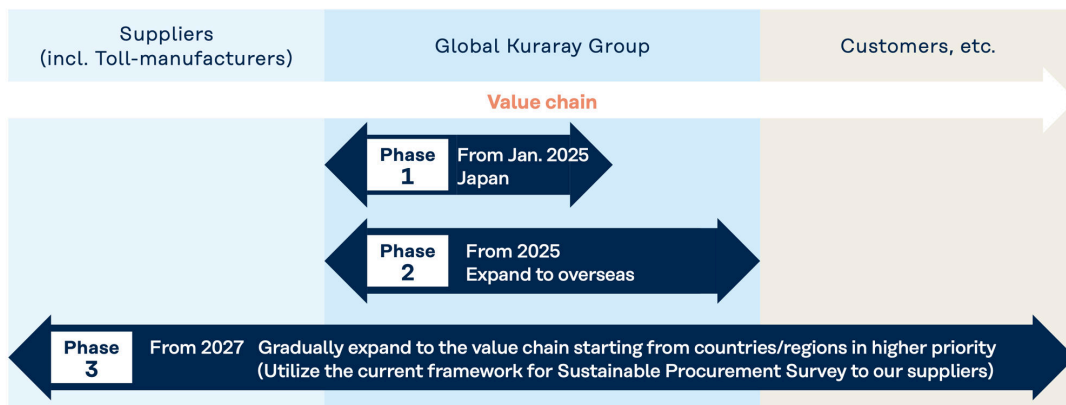 Suppliers
(incl. Toll-manufacturers)
Global Kuraray Group
Customers, etc.
Value chain
Phase
1
From Jan. 2025
Japan
Phase
2
From 2025
Expand to overseas
Phase
3
From 2027 Gradually expand to the value chain starting from countries/regions in higher priority
(Utilize the current framework for Sustainable Procurement Survey to our suppliers)